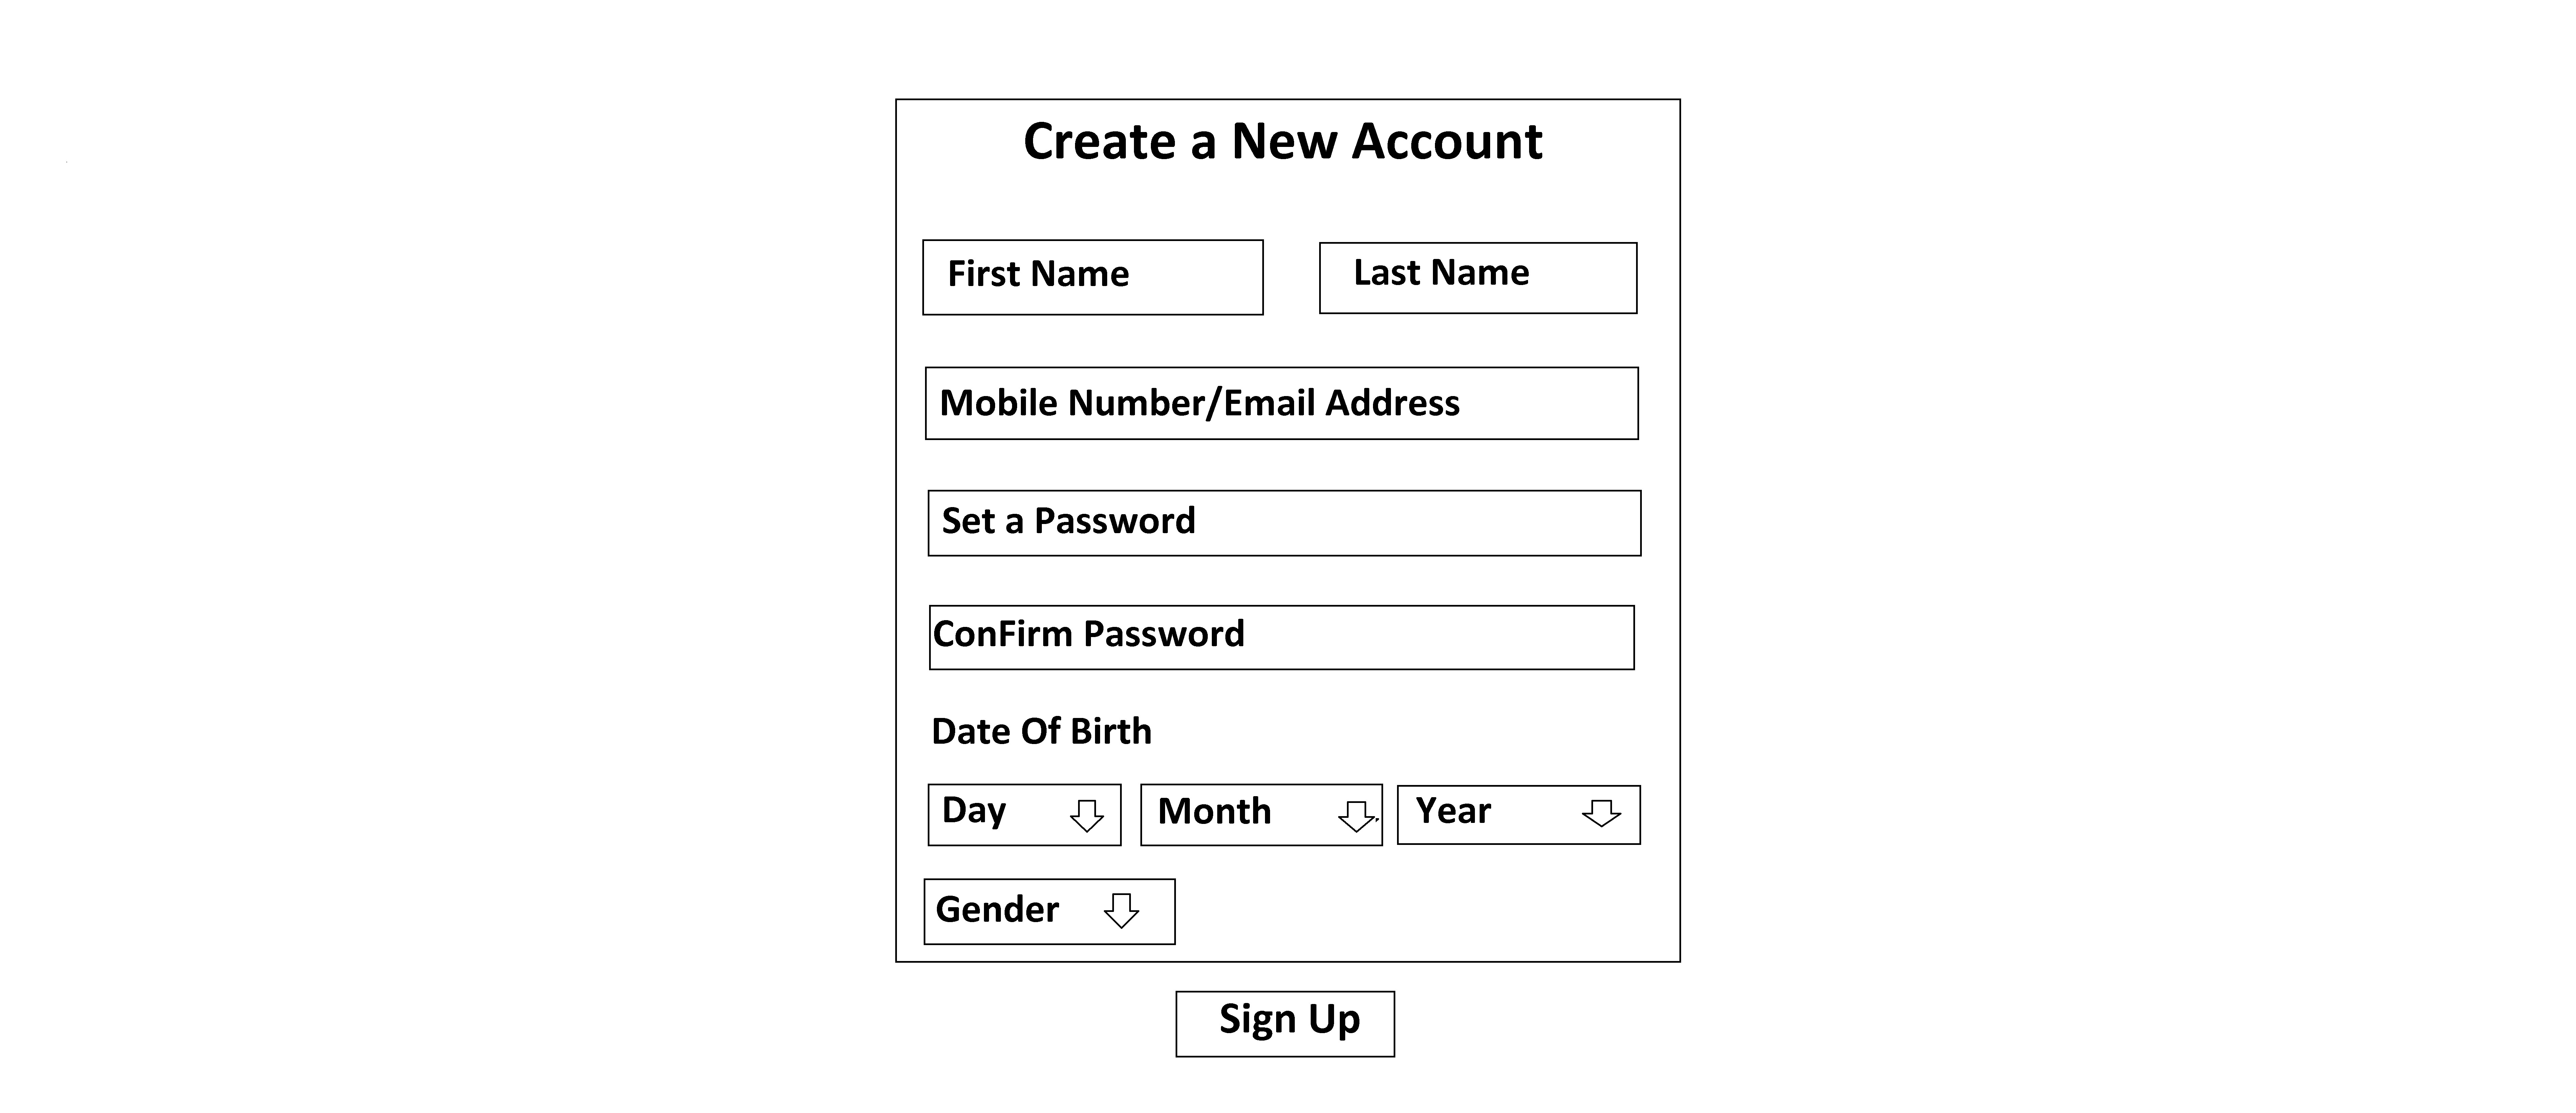 Create a New Account
First Name Last Name
Mobile Number/Email Address
Set a Password
ConFirm Password
Date Of Birth
Day Month Year
Gender
Sign Up